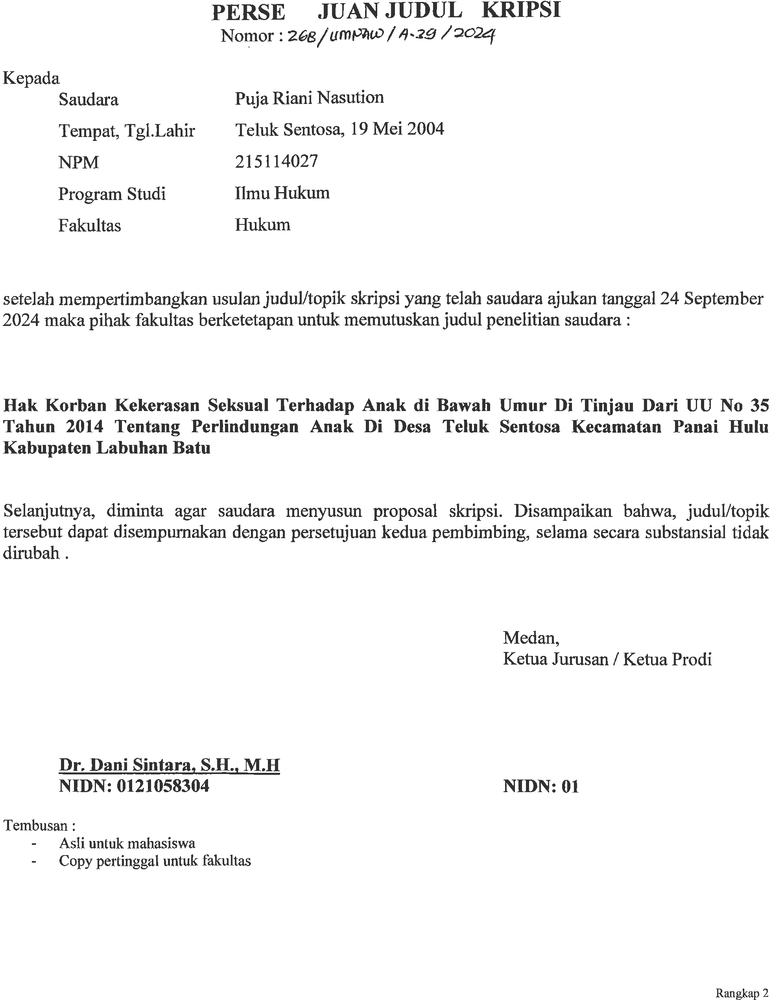 PERSE JUAN JUDUL KRIPSI
Nomor : 268/UMNAW/A.39/2024
Kepada
Saudara Puja Riani Nasution
Tempat, Tgl.Lahir Teluk Sentosa, 19 Mei 2004
NPM 215114027
Program Studi Ilmu Hukum
Fakultas Hukum
setelah mempertimbangkan usulan judul/topik skripsi yang telah saudara ajukan tanggal 24 September
2024 maka pihak fakultas berketetapan untuk memutuskan judul penelitian saudara :
Hak Korban Kekerasan Seksual Terhadap Anak di Bawah Umur Di Tinjau Dari UU No 35
Tahun 2014 Tentang Perlindungan Anak Di Desa Teluk Sentosa Kecamatan Panai Hulu
Kabupaten Labuhan Batu
Selanjutnya, diminta agar saudara menyusun proposal skripsi. Disampaikan bahwa, judul/topik
tersebut dapat disempurnakan dengan persetujuan kedua pembimbing, selama secara substansial tidak
dirubah .
Medan,
Ketua Jurusan / Ketua Prodi
Dr. Dani Sintara, S.H., M.H
NIDN: 0121058304 NIDN: 01
Tembusan :
- Asli untuk mahasiswa
- Copy pertinggal untuk fakultas
Rangkap 2